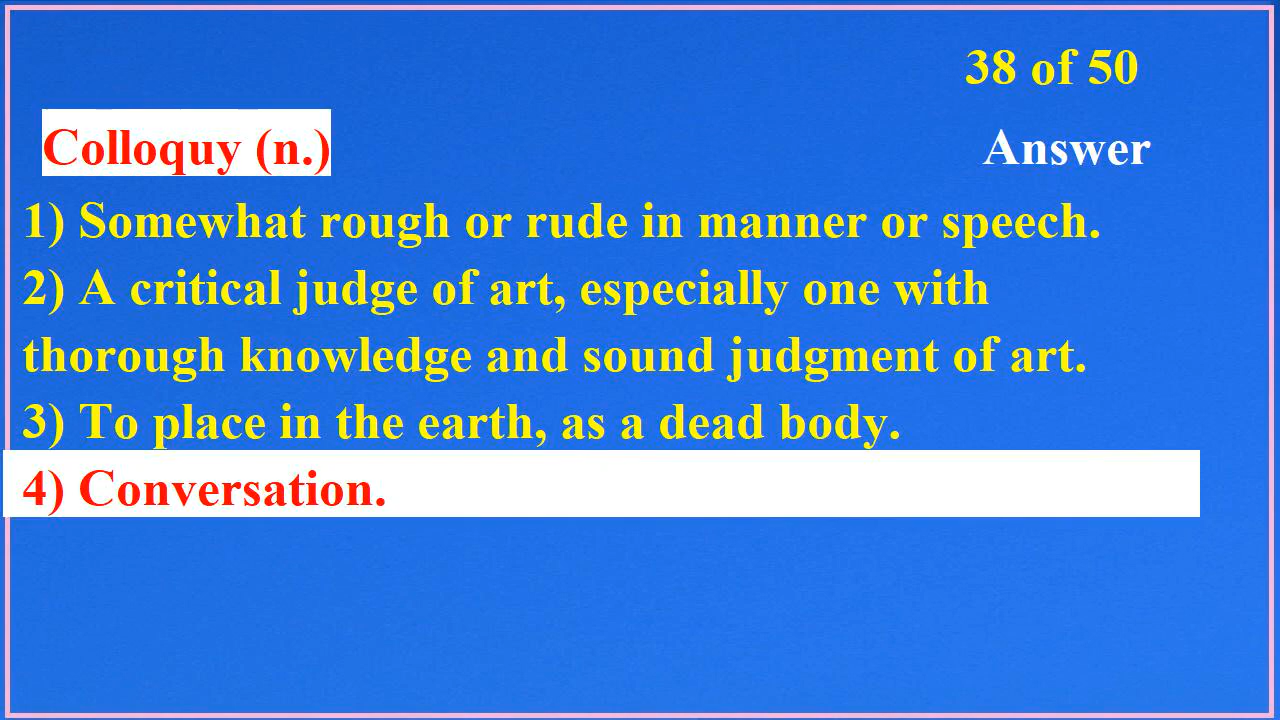 38 of 50
Colloquy (n.)
Answer
1) Somewhat rough or rude in manner or speech.
2) A critical judge of art, especially one with
thorough knowledge and sound judgment of art.
3) To place in the earth, as a dead body.
4) Conversation.